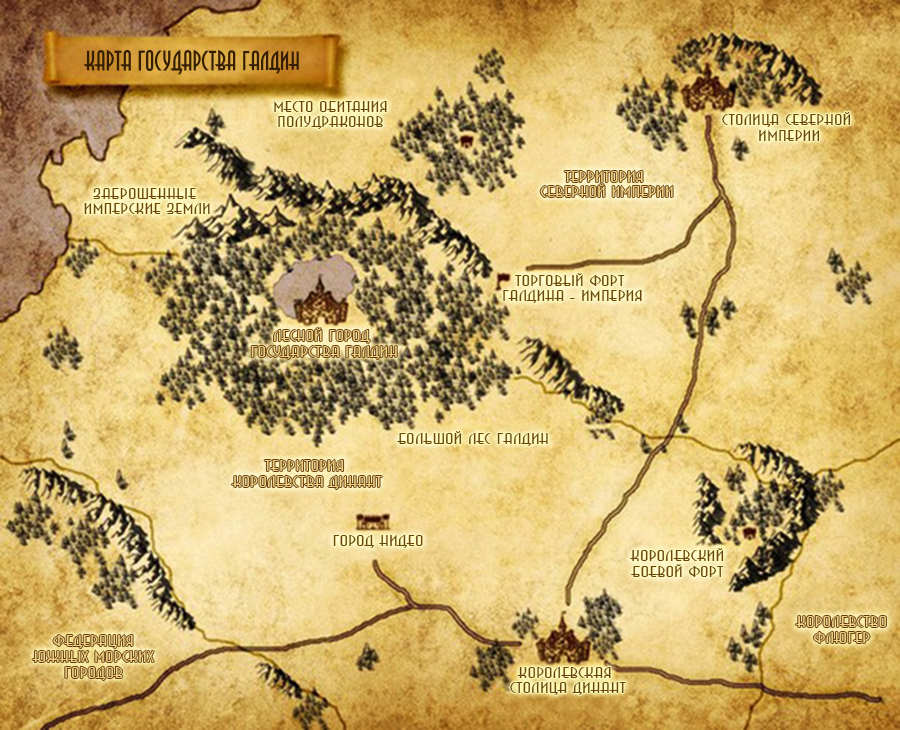 КАРТА ГОСУДАРСТВА ГАЛДИН
МЕСТО ОБИТАНИЯ
ПОЛУДРАКОНОВ
СТОЛИЦА СЕВЕРНОЙ
ИМПЕРИИ
ТЕРРИТОРИЯ
СЕВЕРНОЙ ИМПЕРИИ
ЗАБРОШЕННЫЕ
ИМПЕРСКИЕ ЗЕМЛИ
ТОРГОВЫЙ ФОРТ
ГАЛДИНА - ИМПЕРИЯ
ЛЕСНОЙ ГОРОД
ГОСУДАРСТВА ГАЛДИН
БОЛЬШОЙ ЛЕС ГАЛДИН
ТЕРРИТОРИЯ
КОРОЛЕВСТВА ДИНАНТ
ГОРОД НИДЕО
КОРОЛЕВСКИЙ
БОЕВОЙ ФОРТ
КОРОЛЕВСТВО
ФЛЮГЕР
ФЕДЕРАЦИЯ
ЮЖНЫХ МОРСКИХ
ГОРОДОВ
КОРОЛЕВСКАЯ
СТОЛИЦА ДИНАНТ